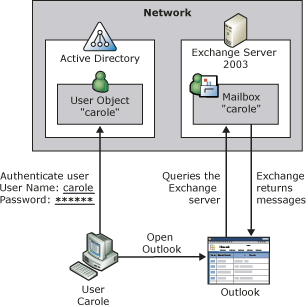 Network
Active Directory
User Object
"carole"
Exchange Server
2003
Mailbox
"carole"
Authenticate user
User Name: carole
Password: ******
Queries the
Exchange
server
Exchange
returns
messages
Open
Outlook
User
Carole
Outlook